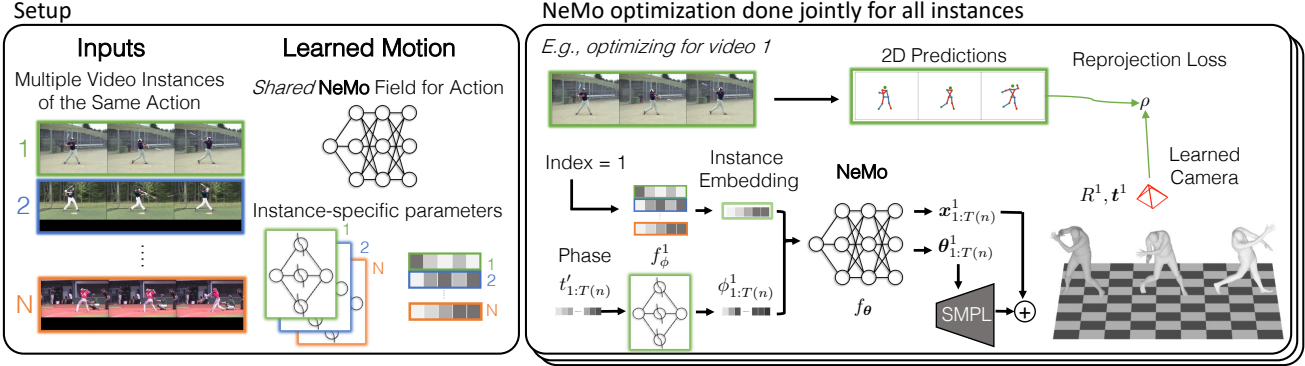 Setup
Inputs
Multiple Video Instances
of the Same Action
1
2
N
Learned Motion
Shared NeMo Field for Action
Instance-specific parameters
1
2
N
1
2
N
NeMo optimization done jointly for all instances
E.g., optimizing for video 1
2D Predictions
Reprojection Loss
ρ
Learned
Camera
R¹, t¹
Index = 1
Instance
Embedding
NeMo
x¹₁:T(n)
θ¹₁:T(n)
Phase
f¹ϕ
t′₁:T(n)
ϕ¹₁:T(n)
fθ
SMPL
+